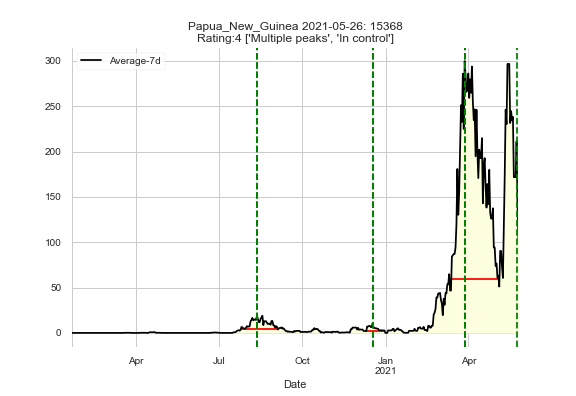 Papua_New_Guinea 2021-05-26: 15368
Rating:4 ['Multiple peaks', 'In control']
Average-7d
300
250
200
150
100
50
0
Apr
Jul
Oct
Jan
2021
Apr
Date